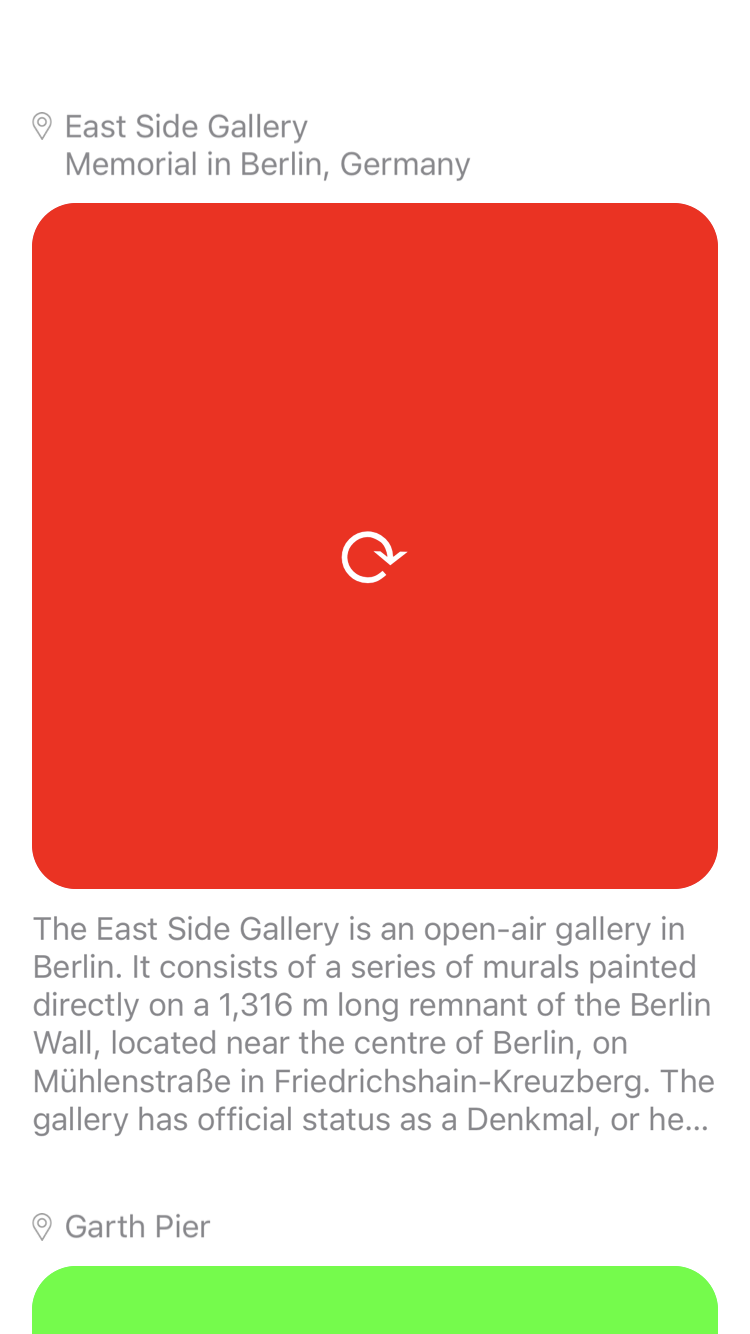 East Side Gallery
Memorial in Berlin, Germany
The East Side Gallery is an open-air gallery in
Berlin. It consists of a series of murals painted
directly on a 1,316 m long remnant of the Berlin
Wall, located near the centre of Berlin, on
Mühlenstraße in Friedrichshain-Kreuzberg. The
gallery has official status as a Denkmal, or he...
Garth Pier